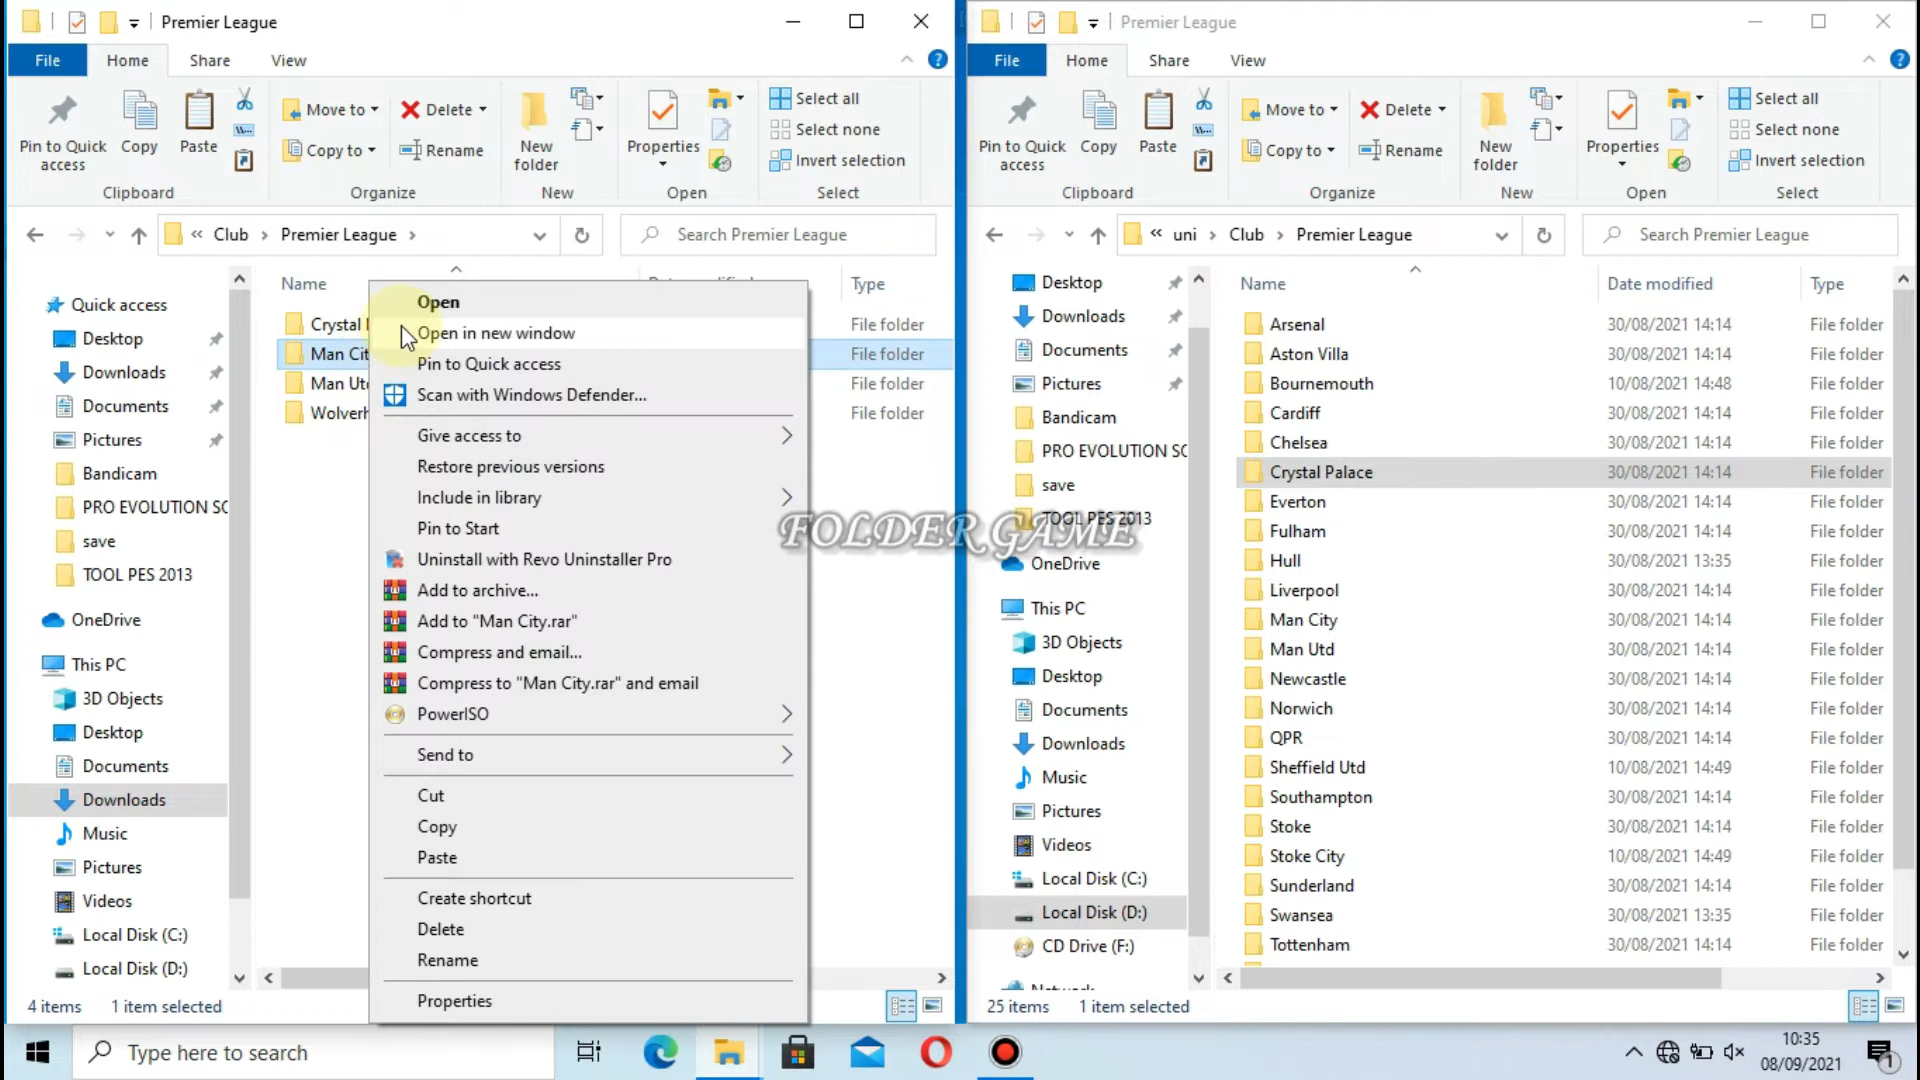 Premier League
File
Home
Share
View
Pin to Quick
access
Copy
Paste
Move to
Copy to
Delete
Rename
New
folder
Properties
Select all
Select none
Invert selection
Clipboard
Organize
New
Open
Select
« Club › Premier League ›
Search Premier League
Quick access
Desktop
Downloads
Documents
Pictures
Bandicam
PRO EVOLUTION SC
save
TOOL PES 2013
OneDrive
This PC
3D Objects
Desktop
Documents
Downloads
Music
Pictures
Videos
Local Disk (C:)
Local Disk (D:)
Name
Type
Crystal
File folder
Man Cit
File folder
Man Ut
File folder
Wolver
File folder
Open
Open in new window
Pin to Quick access
Scan with Windows Defender...
Give access to
Restore previous versions
Include in library
Pin to Start
Uninstall with Revo Uninstaller Pro
Add to archive...
Add to "Man City.rar"
Compress and email...
Compress to "Man City.rar" and email
PowerISO
Send to
Cut
Copy
Paste
Create shortcut
Delete
Rename
Properties
4 items
1 item selected
FOLDER GAME
Premier League
File
Home
Share
View
Pin to Quick
access
Copy
Paste
Move to
Copy to
Delete
Rename
New
folder
Properties
Select all
Select none
Invert selection
Clipboard
Organize
New
Open
Select
« uni › Club › Premier League
Search Premier League
Desktop
Downloads
Documents
Pictures
Bandicam
PRO EVOLUTION SC
save
TOOL PES 2013
OneDrive
This PC
3D Objects
Desktop
Documents
Downloads
Music
Pictures
Videos
Local Disk (C:)
Local Disk (D:)
CD Drive (F:)
Name Date modified Type
Arsenal 30/08/2021 14:14 File folder
Aston Villa 30/08/2021 14:14 File folder
Bournemouth 10/08/2021 14:48 File folder
Cardiff 30/08/2021 14:14 File folder
Chelsea 30/08/2021 14:14 File folder
Crystal Palace 30/08/2021 14:14 File folder
Everton 30/08/2021 14:14 File folder
Fulham 30/08/2021 14:14 File folder
Hull 30/08/2021 13:35 File folder
Liverpool 30/08/2021 14:14 File folder
Man City 30/08/2021 14:14 File folder
Man Utd 30/08/2021 14:14 File folder
Newcastle 30/08/2021 14:14 File folder
Norwich 30/08/2021 14:14 File folder
QPR 30/08/2021 14:14 File folder
Sheffield Utd 10/08/2021 14:49 File folder
Southampton 30/08/2021 14:14 File folder
Stoke 30/08/2021 14:14 File folder
Stoke City 10/08/2021 14:49 File folder
Sunderland 30/08/2021 14:14 File folder
Swansea 30/08/2021 13:35 File folder
Tottenham 30/08/2021 14:14 File folder
25 items
1 item selected
Type here to search
10:35
08/09/2021
1